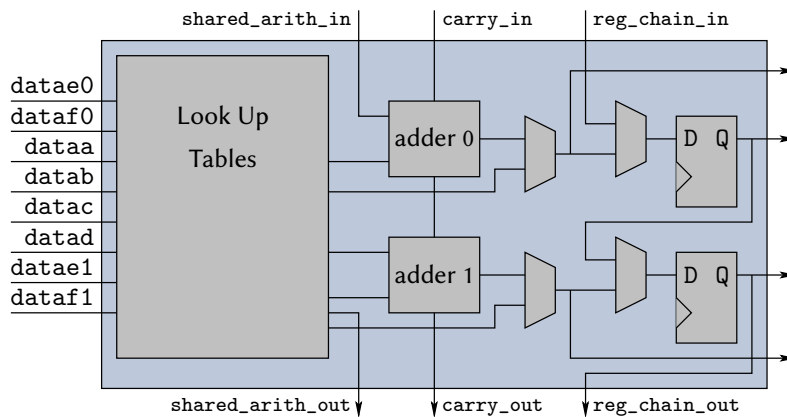 shared_arith_in carry_in reg_chain_in
datae0
dataf0
dataa
datab
datac
datad
datae1
dataf1
Look Up
Tables
adder 0
D Q
adder 1
D Q
shared_arith_out carry_out reg_chain_out